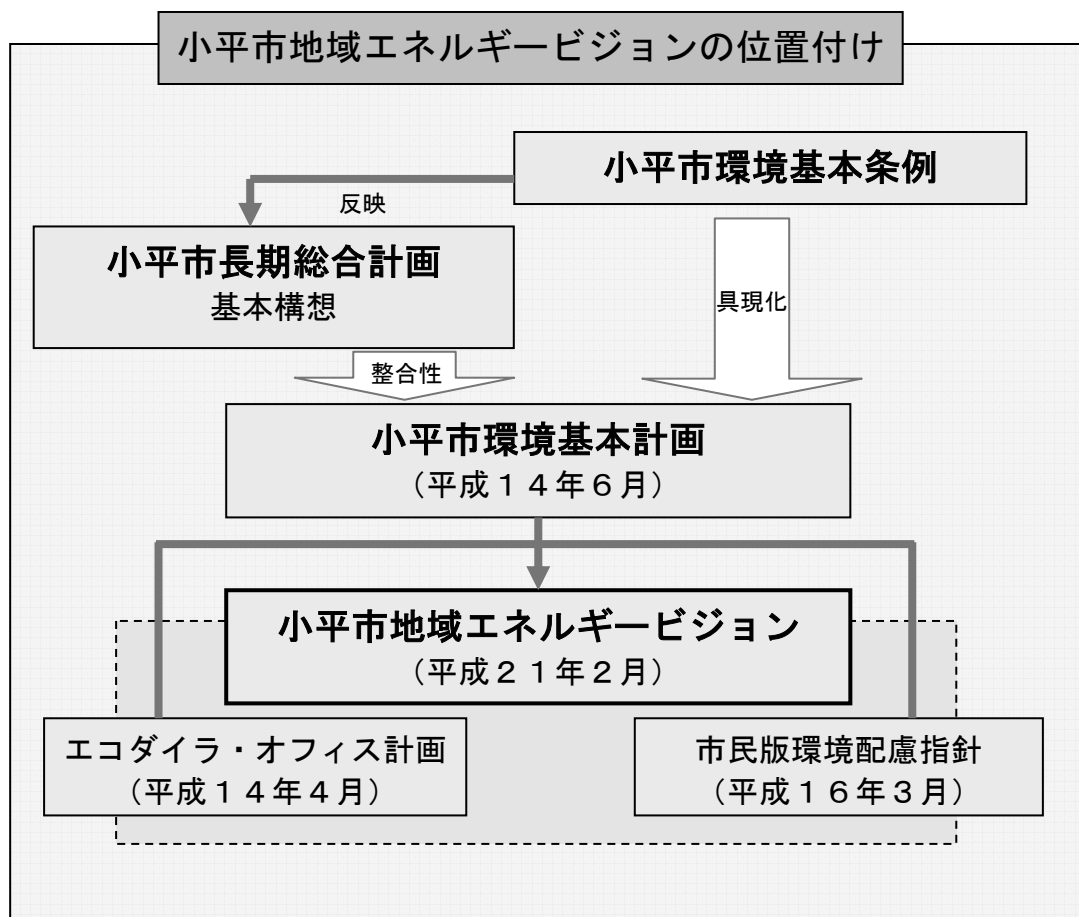 小平市地域エネルギービジョンの位置付け
小平市環境基本条例
反映
小平市長期総合計画
基本構想
具現化
整合性
小平市環境基本計画
（平成１４年６月）
小平市地域エネルギービジョン
（平成２１年２月）
エコダイラ・オフィス計画
（平成１４年４月）
市民版環境配慮指針
（平成１６年３月）